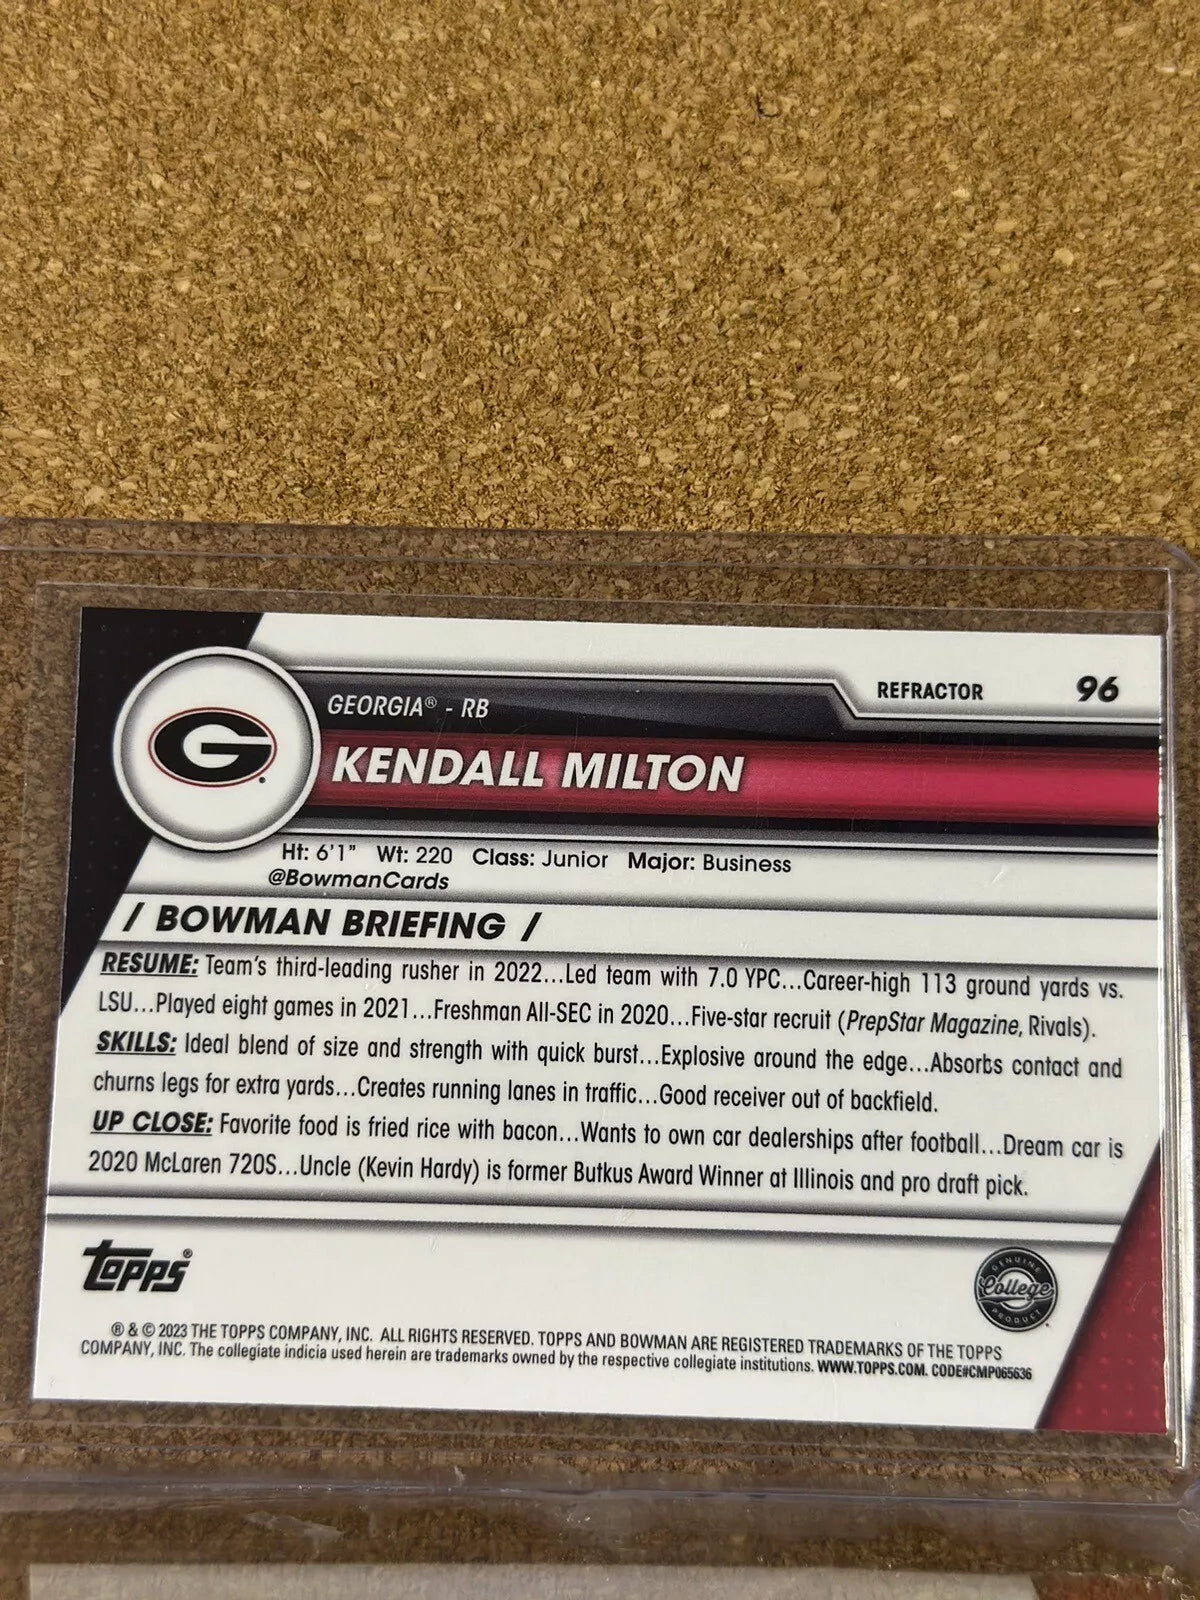 REFRACTOR 96
GEORGIA® - RB
KENDALL MILTON
Ht: 6'1" Wt: 220 Class: Junior Major: Business
@BowmanCards
/ BOWMAN BRIEFING /
RESUME: Team's third-leading rusher in 2022...Led team with 7.0 YPC...Career-high 113 ground yards vs.
LSU...Played eight games in 2021...Freshman All-SEC in 2020...Five-star recruit (PrepStar Magazine, Rivals).
SKILLS: Ideal blend of size and strength with quick burst...Explosive around the edge...Absorbs contact and
churns legs for extra yards...Creates running lanes in traffic...Good receiver out of backfield.
UP CLOSE: Favorite food is fried rice with bacon...Wants to own car dealerships after football...Dream car is
2020 McLaren 720S...Uncle (Kevin Hardy) is former Butkus Award Winner at Illinois and pro draft pick.
Topps®
GENUINE
College
PRODUCT
® & © 2023 THE TOPPS COMPANY, INC. ALL RIGHTS RESERVED. TOPPS AND BOWMAN ARE REGISTERED TRADEMARKS OF THE TOPPS
COMPANY, INC. The collegiate indicia used herein are trademarks owned by the respective collegiate institutions. WWW.TOPPS.COM. CODE#CMP065636
G